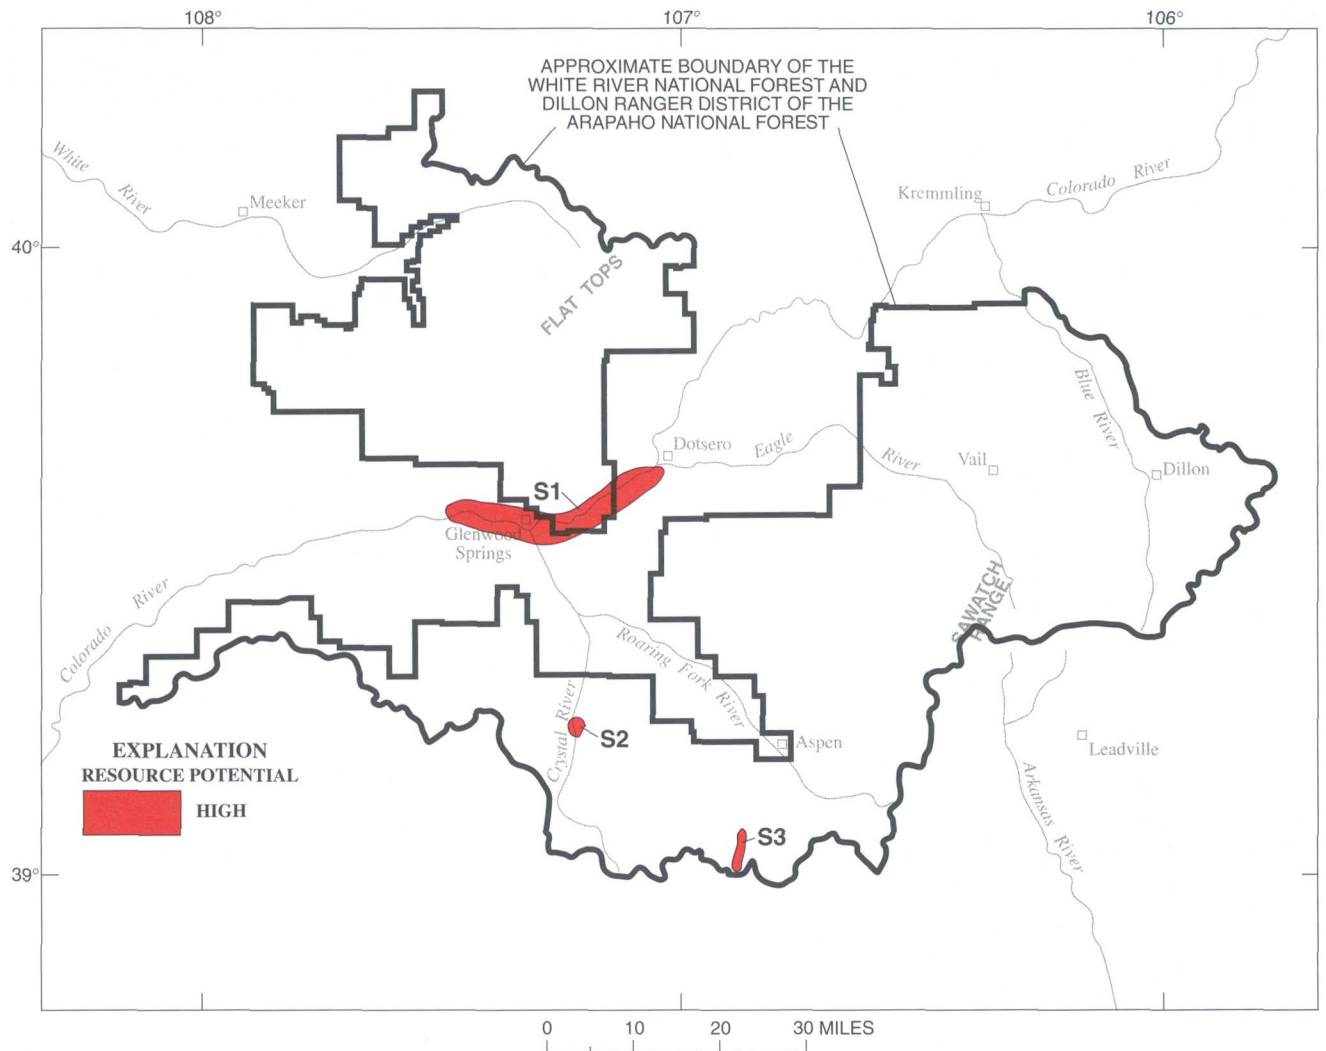 108°
107°
106°
APPROXIMATE BOUNDARY OF THE
WHITE RIVER NATIONAL FOREST AND
DILLON RANGER DISTRICT OF THE
ARAPAHO NATIONAL FOREST
White River
Meeker
Kremmling
Colorado River
40°
FLAT TOPS
Blue River
Dotsero
Eagle River
Vail
Dillon
S1
Glenwood
Springs
Colorado River
SAWATCH
RANGE
Roaring Fork River
Crystal River
S2
Aspen
Leadville
EXPLANATION
RESOURCE POTENTIAL
HIGH
Arkansas River
S3
39°
0 10 20 30 MILES